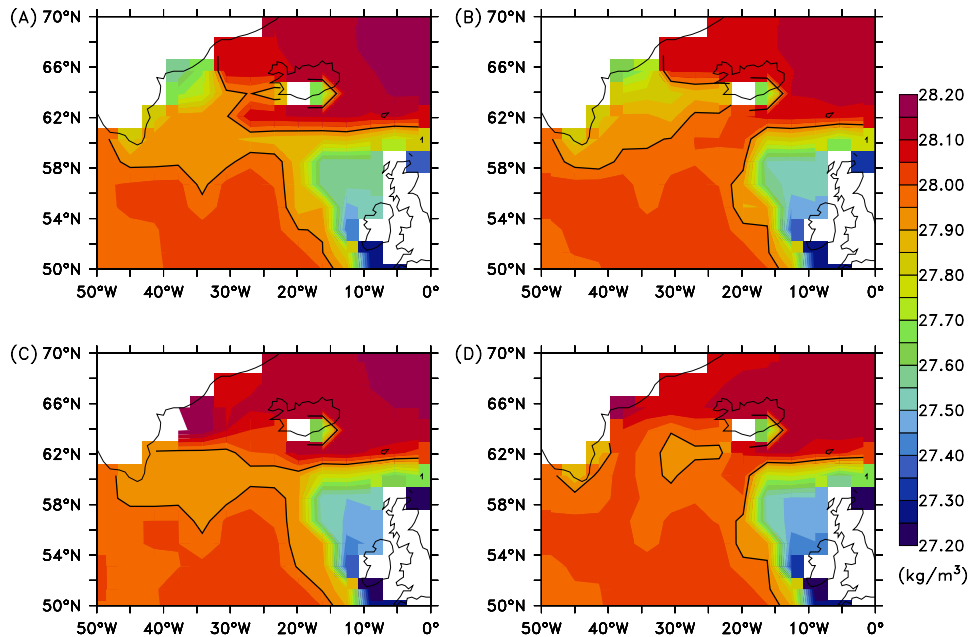 (A) 70°N
66°N
62°N
58°N
54°N
50°N
50°W 40°W 30°W 20°W 10°W 0°
(B) 70°N
66°N
62°N
58°N
54°N
50°N
50°W 40°W 30°W 20°W 10°W 0°
(C) 70°N
66°N
62°N
58°N
54°N
50°N
50°W 40°W 30°W 20°W 10°W 0°
(D) 70°N
66°N
62°N
58°N
54°N
50°N
50°W 40°W 30°W 20°W 10°W 0°
28.20
28.10
28.00
27.90
27.80
27.70
27.60
27.50
27.40
27.30
27.20
(kg/m³)